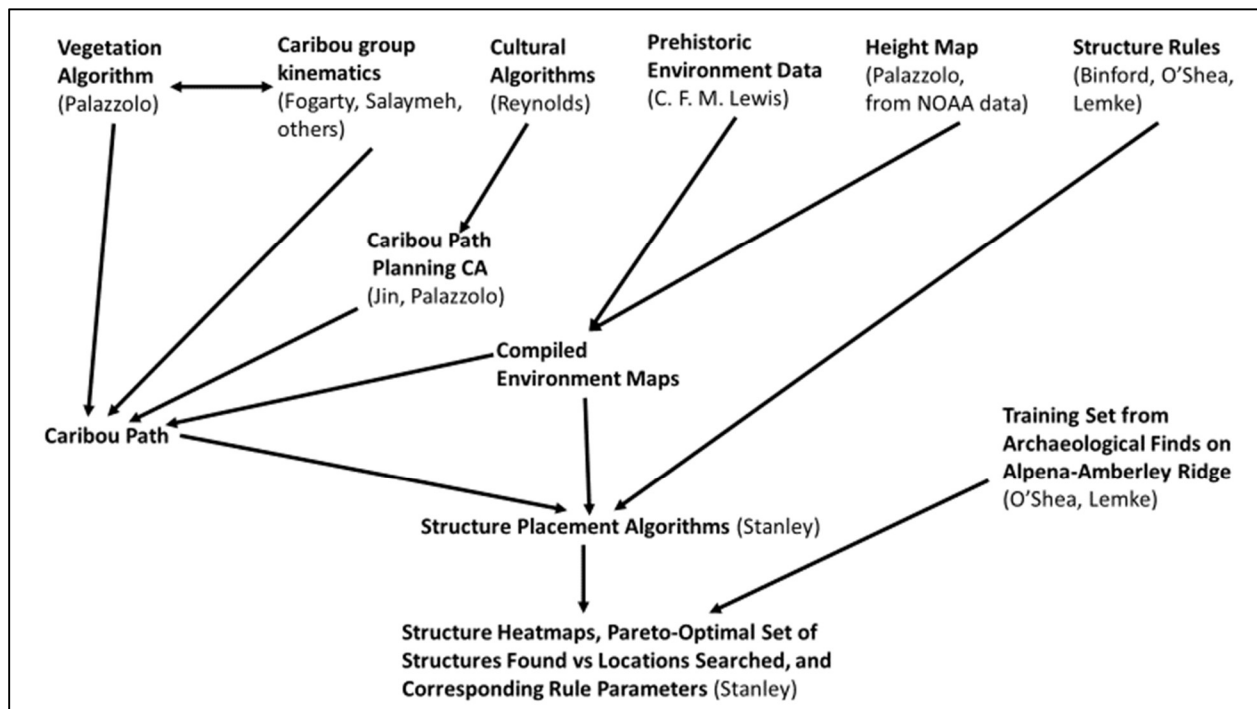 Vegetation
Algorithm
(Palazzolo)
Caribou group
kinematics
(Fogarty, Salaymeh,
others)
Cultural
Algorithms
(Reynolds)
Prehistoric
Environment Data
(C. F. M. Lewis)
Height Map
(Palazzolo,
from NOAA data)
Structure Rules
(Binford, O’Shea,
Lemke)
Caribou Path
Planning CA
(Jin, Palazzolo)
Compiled
Environment Maps
Caribou Path
Training Set from
Archaeological Finds on
Alpena-Amberley Ridge
(O’Shea, Lemke)
Structure Placement Algorithms (Stanley)
Structure Heatmaps, Pareto-Optimal Set of
Structures Found vs Locations Searched, and
Corresponding Rule Parameters (Stanley)